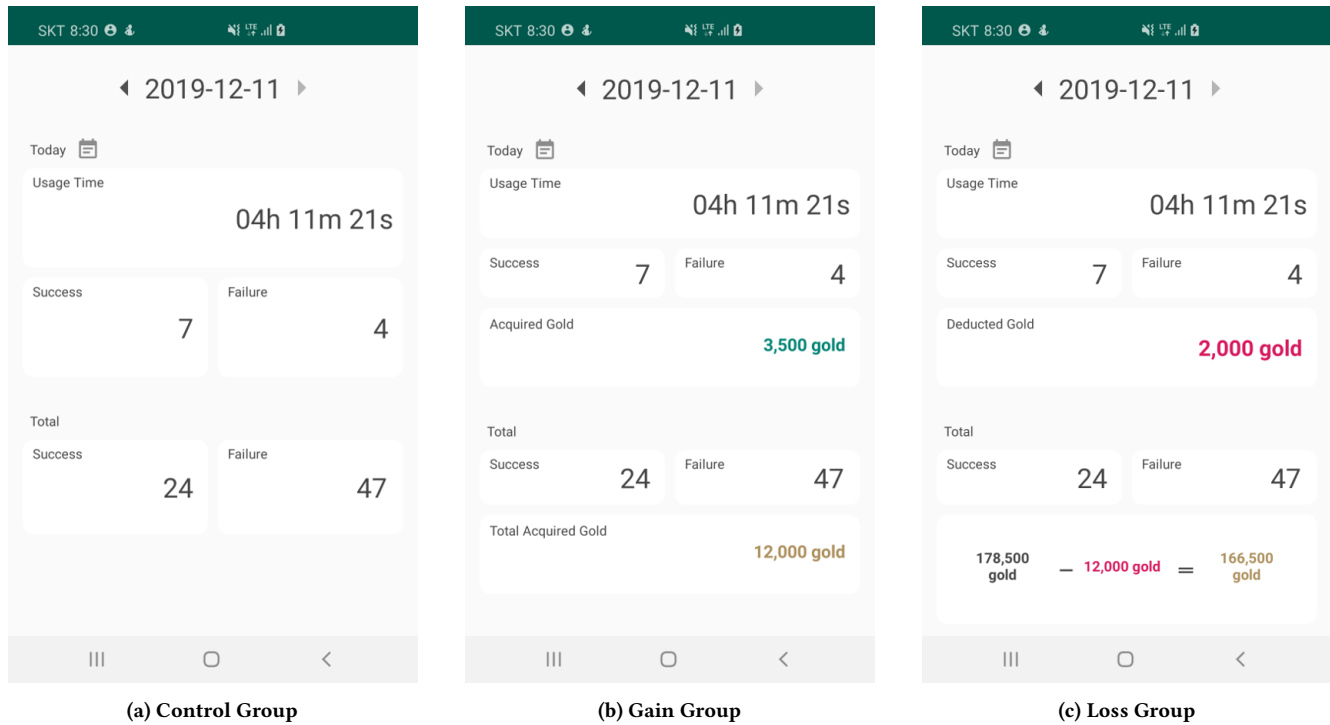 SKT 8:30
LTE
2019-12-11
Today
Usage Time
04h 11m 21s
Success
7
Failure
4
Total
Success
24
Failure
47
(a) Control Group
SKT 8:30
LTE
2019-12-11
Today
Usage Time
04h 11m 21s
Success
7
Failure
4
Acquired Gold
3,500 gold
Total
Success
24
Failure
47
Total Acquired Gold
12,000 gold
(b) Gain Group
SKT 8:30
LTE
2019-12-11
Today
Usage Time
04h 11m 21s
Success
7
Failure
4
Deducted Gold
2,000 gold
Total
Success
24
Failure
47
178,500
gold
– 12,000 gold =
166,500
gold
(c) Loss Group